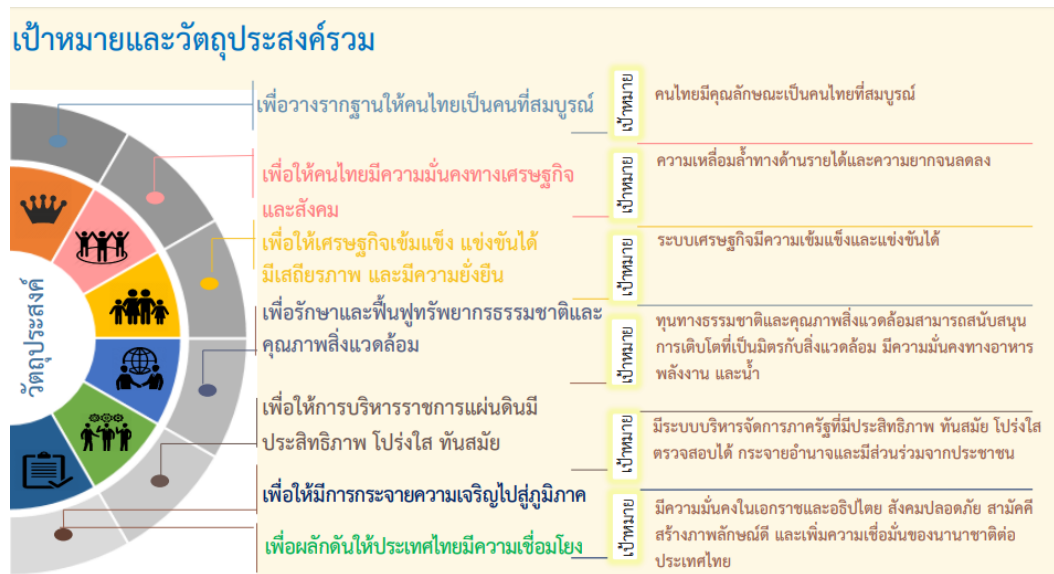 เป้าหมายและวัตถุประสงค์รวม
วัตถุประสงค์
เพื่อวางรากฐานให้คนไทยเป็นคนที่สมบูรณ์
เป้าหมาย
คนไทยมีคุณลักษณะเป็นคนไทยที่สมบูรณ์
เพื่อให้คนไทยมีความมั่นคงทางเศรษฐกิจ
และสังคม
เป้าหมาย
ความเหลื่อมล้ำทางด้านรายได้และความยากจนลดลง
เพื่อให้เศรษฐกิจเข้มแข็ง แข่งขันได้
มีเสถียรภาพ และมีความยั่งยืน
เป้าหมาย
ระบบเศรษฐกิจมีความเข้มแข็งและแข่งขันได้
เพื่อรักษาและฟื้นฟูทรัพยากรธรรมชาติและ
คุณภาพสิ่งแวดล้อม
เป้าหมาย
ทุนทางธรรมชาติและคุณภาพสิ่งแวดล้อมสามารถสนับสนุน
การเติบโตที่เป็นมิตรกับสิ่งแวดล้อม มีความมั่นคงทางอาหาร
พลังงาน และน้ำ
เพื่อให้การบริหารราชการแผ่นดินมี
ประสิทธิภาพ โปร่งใส ทันสมัย
เป้าหมาย
มีระบบบริหารจัดการภาครัฐที่มีประสิทธิภาพ ทันสมัย โปร่งใส
ตรวจสอบได้ กระจายอำนาจและมีส่วนร่วมจากประชาชน
เพื่อให้มีการกระจายความเจริญไปสู่ภูมิภาค
เพื่อผลักดันให้ประเทศไทยมีความเชื่อมโยง
เป้าหมาย
มีความมั่นคงในเอกราชและอธิปไตย สังคมปลอดภัย สามัคคี
สร้างภาพลักษณ์ดี และเพิ่มความเชื่อมั่นของนานาชาติต่อ
ประเทศไทย